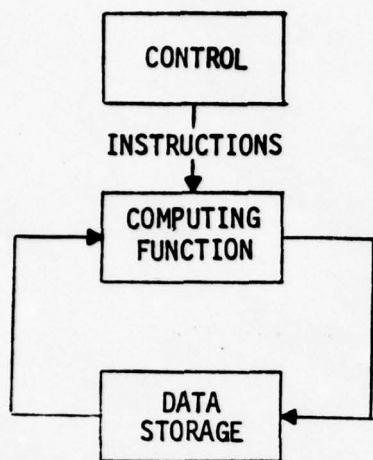 CONTROL
INSTRUCTIONS
COMPUTING
FUNCTION
DATA
STORAGE